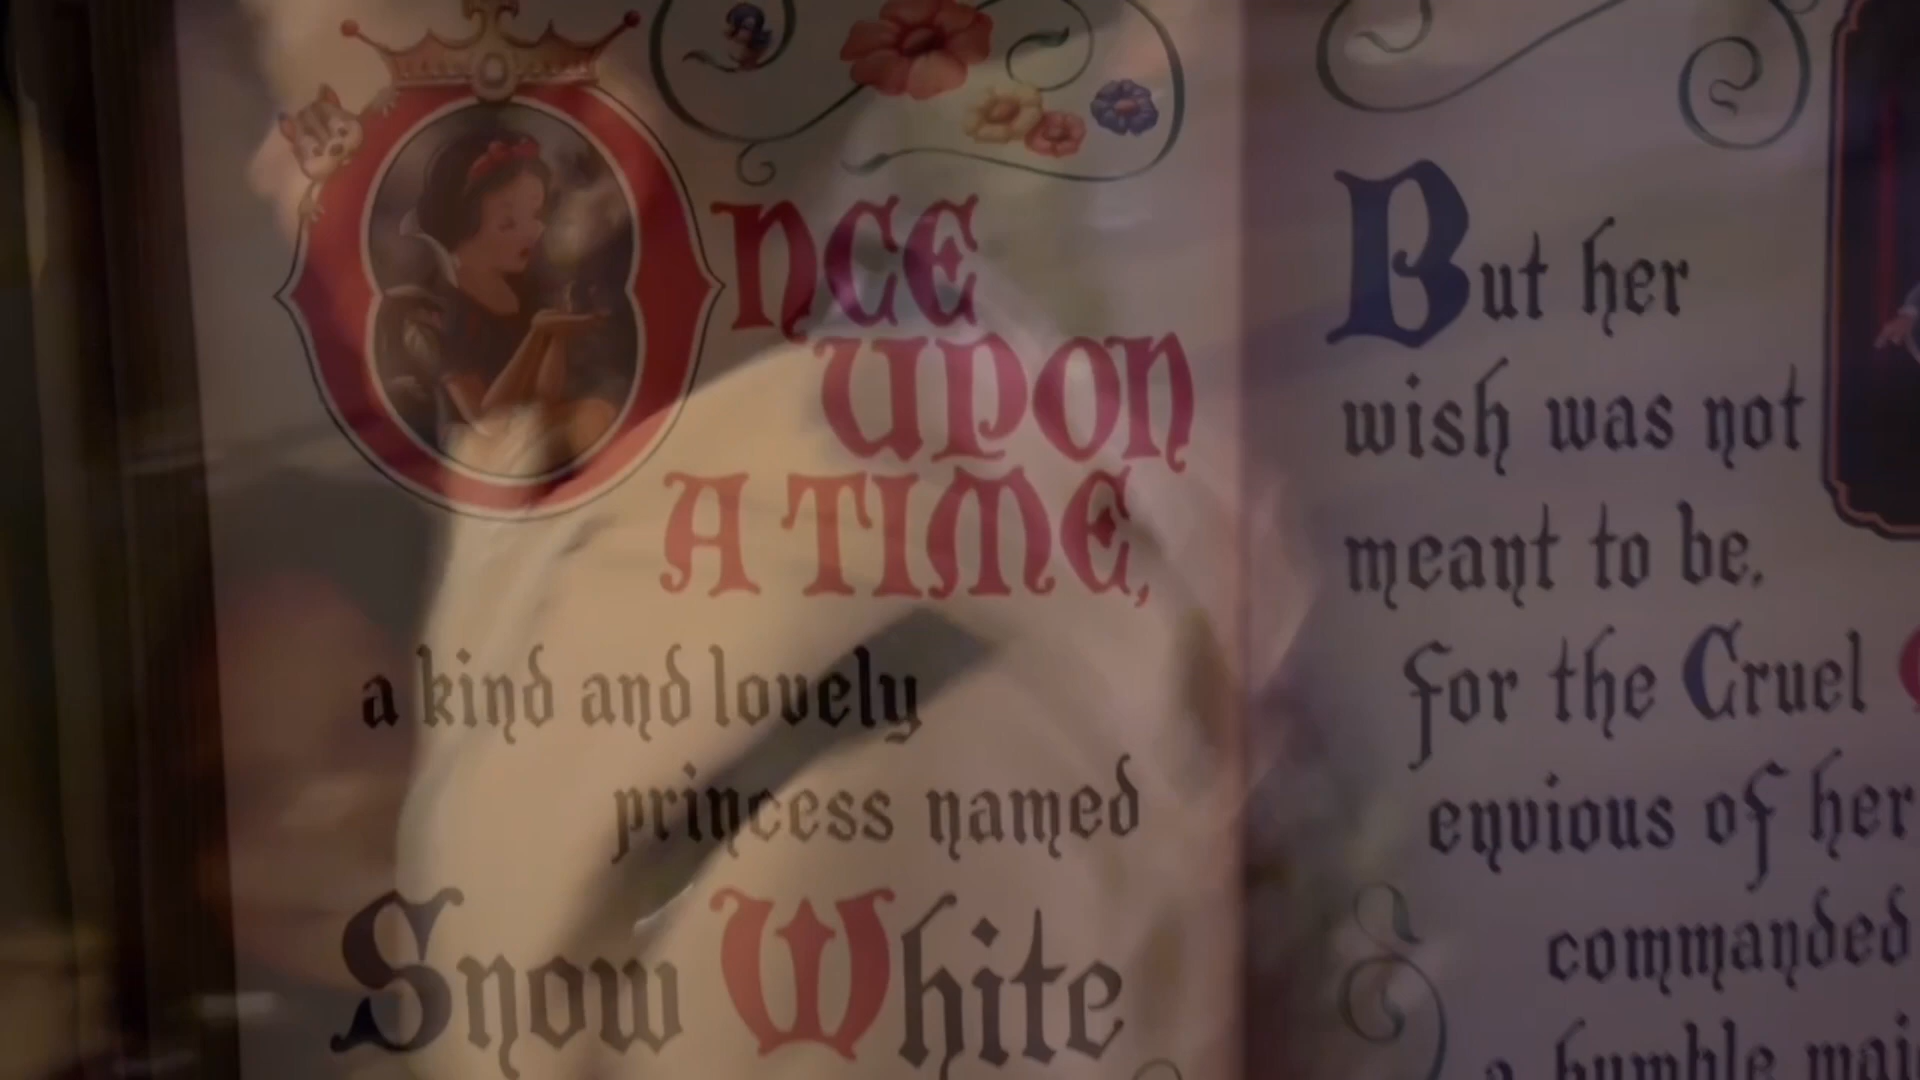 ONCE
UPON
A TIME,
a kind and lovely
princess named
Snow White
But her
wish was not
meant to be.
for the Cruel
envious of her
commanded
a humble